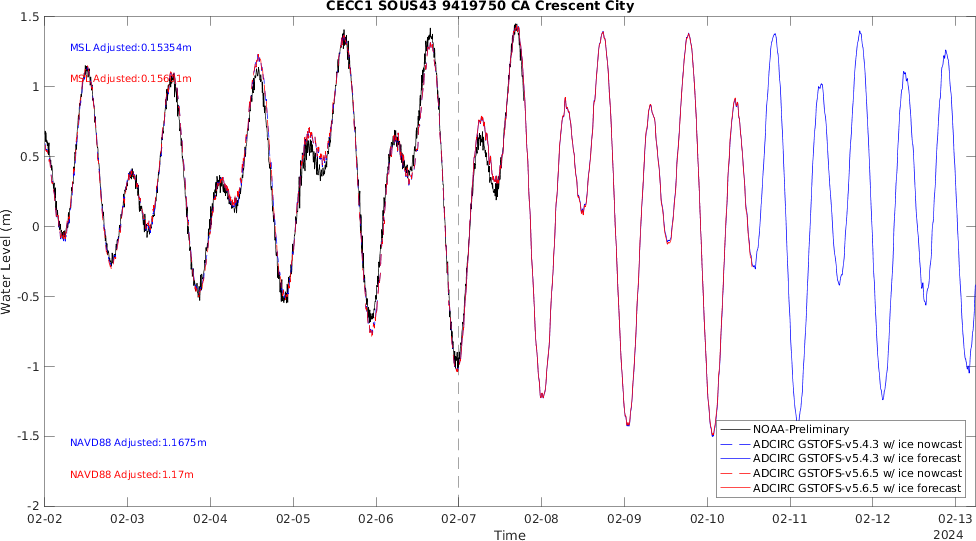 CECC1 SOUS43 9419750 CA Crescent City
MSL Adjusted:0.15354m
MSL Adjusted:0.15
NAVD88 Adjusted:1.1675m
NAVD88 Adjusted:1.17m
Water Level (m)
1.5
1
0.5
0
-0.5
-1
-1.5
-2
02-02
02-03
02-04
02-05
02-06
02-07
02-08
02-09
02-10
02-11
02-12
02-13
Time
2024
NOAA-Preliminary
ADCIRC GSTOFS-v5.4.3 w/ ice nowcast
ADCIRC GSTOFS-v5.4.3 w/ ice forecast
ADCIRC GSTOFS-v5.6.5 w/ ice nowcast
ADCIRC GSTOFS-v5.6.5 w/ ice forecast